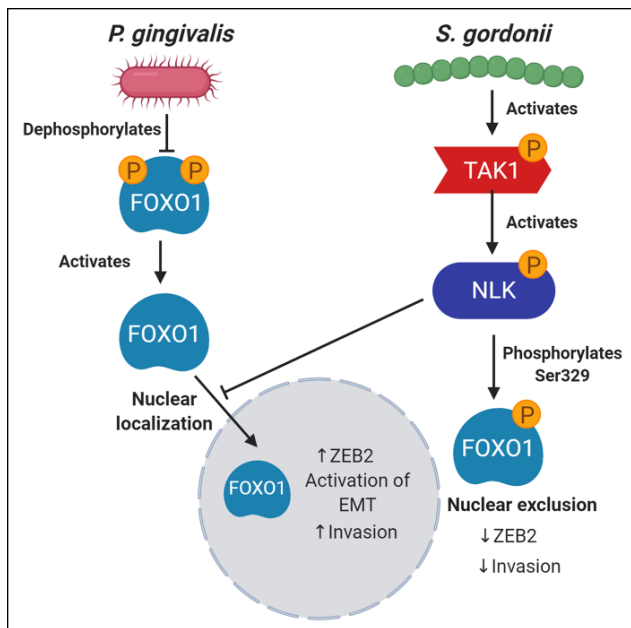 P. gingivalis
Dephosphorylates
P P
FOXO1
Activates
FOXO1
Nuclear
localization
FOXO1
↑ZEB2
Activation of
EMT
↑Invasion
S. gordonii
Activates
P
TAK1
Activates
P
NLK
Phosphorylates
Ser329
P
FOXO1
Nuclear exclusion
↓ZEB2
↓Invasion